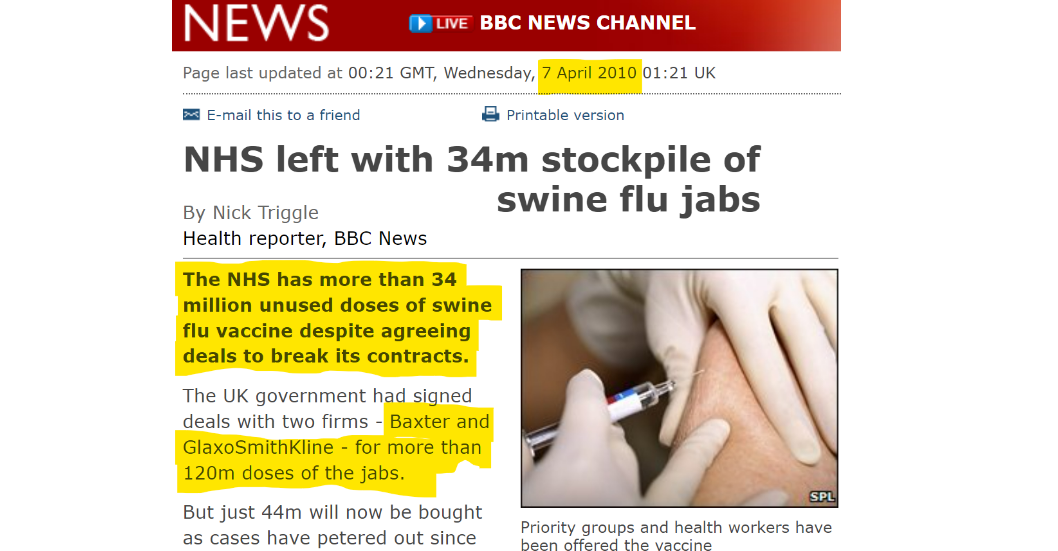 NEWS
LIVE BBC NEWS CHANNEL
Page last updated at 00:21 GMT, Wednesday, 7 April 2010 01:21 UK
E-mail this to a friend
Printable version
NHS left with 34m stockpile of
swine flu jabs
By Nick Triggle
Health reporter, BBC News
The NHS has more than 34
million unused doses of swine
flu vaccine despite agreeing
deals to break its contracts.
The UK government had signed
deals with two firms - Baxter and
GlaxoSmithKline - for more than
120m doses of the jabs.
But just 44m will now be bought
as cases have petered out since
SPL
Priority groups and health workers have
been offered the vaccine